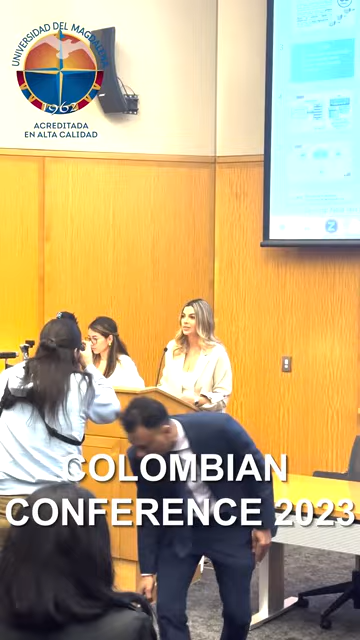 UNIVERSIDAD DEL MAGDALENA
1962
ACREDITADA
EN ALTA CALIDAD
COLOMBIAN
CONFERENCE 2023